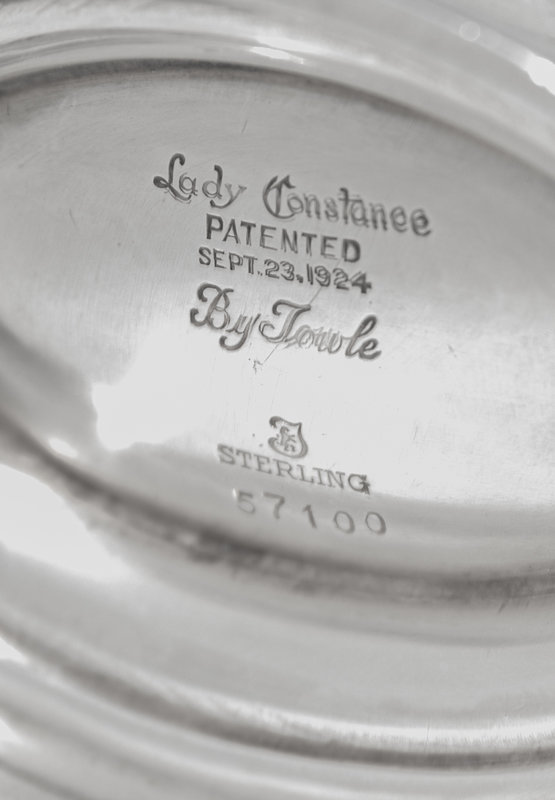 Lady Constance
PATENTED
SEPT. 23, 1924
By Towle
STERLING
57100